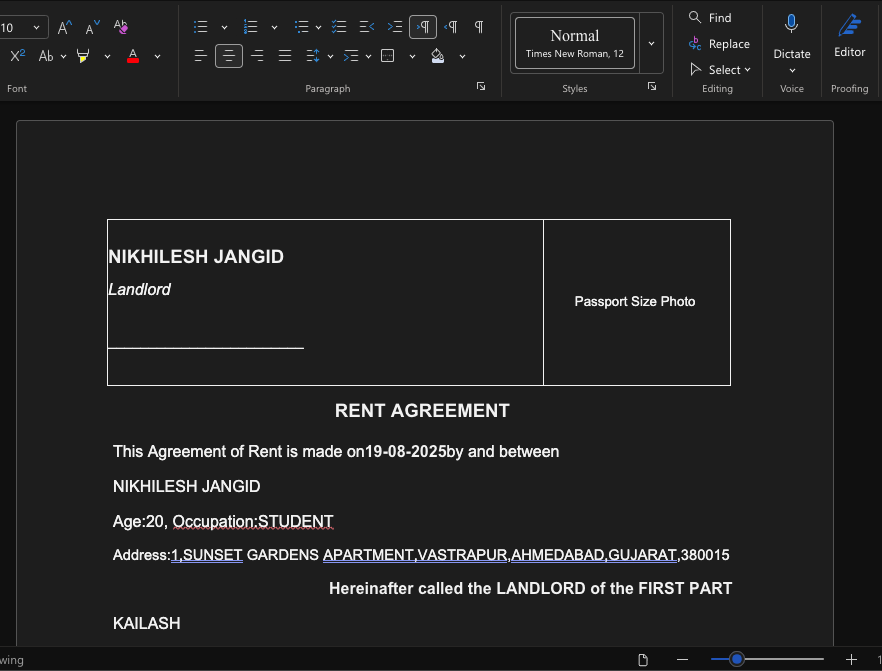 10
A^
A˅
Ab
X²
Ab
A
Font
Paragraph
Normal
Times New Roman, 12
Styles
Find
Replace
Select
Editing
Dictate
Voice
Editor
Proofing
NIKHILESH JANGID
Landlord
Passport Size Photo
RENT AGREEMENT
This Agreement of Rent is made on19-08-2025by and between
NIKHILESH JANGID
Age:20, Occupation:STUDENT
Address:1,SUNSET GARDENS APARTMENT,VASTRAPUR,AHMEDABAD,GUJARAT,380015
Hereinafter called the LANDLORD of the FIRST PART
KAILASH
wing